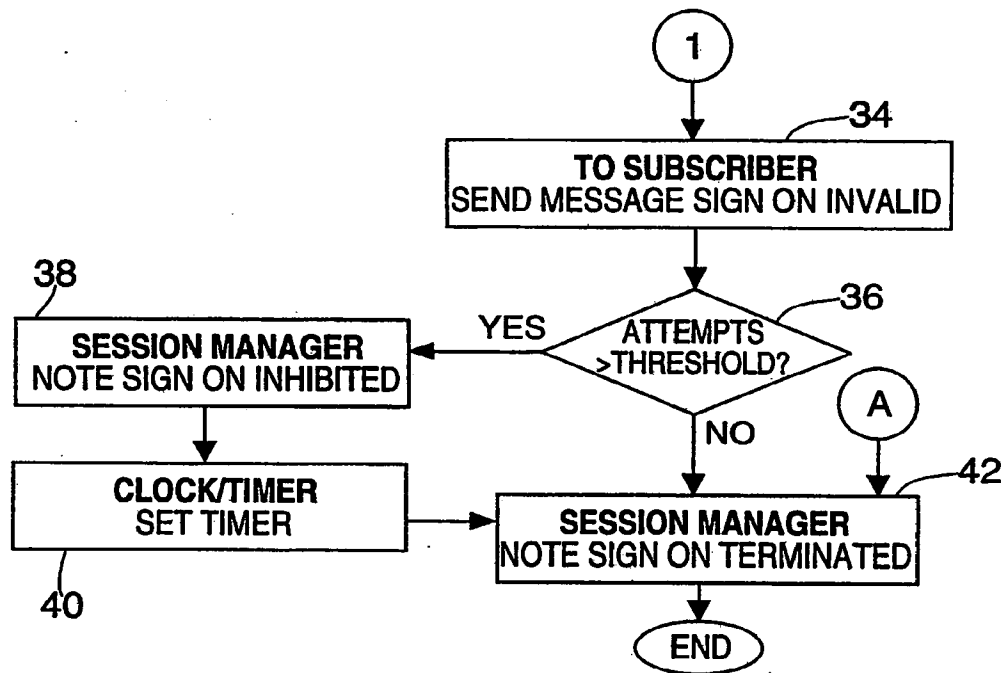 1
34
TO SUBSCRIBER
SEND MESSAGE SIGN ON INVALID
36
ATTEMPTS
>THRESHOLD?
YES
NO
38
SESSION MANAGER
NOTE SIGN ON INHIBITED
CLOCK/TIMER
SET TIMER
40
A
42
SESSION MANAGER
NOTE SIGN ON TERMINATED
END